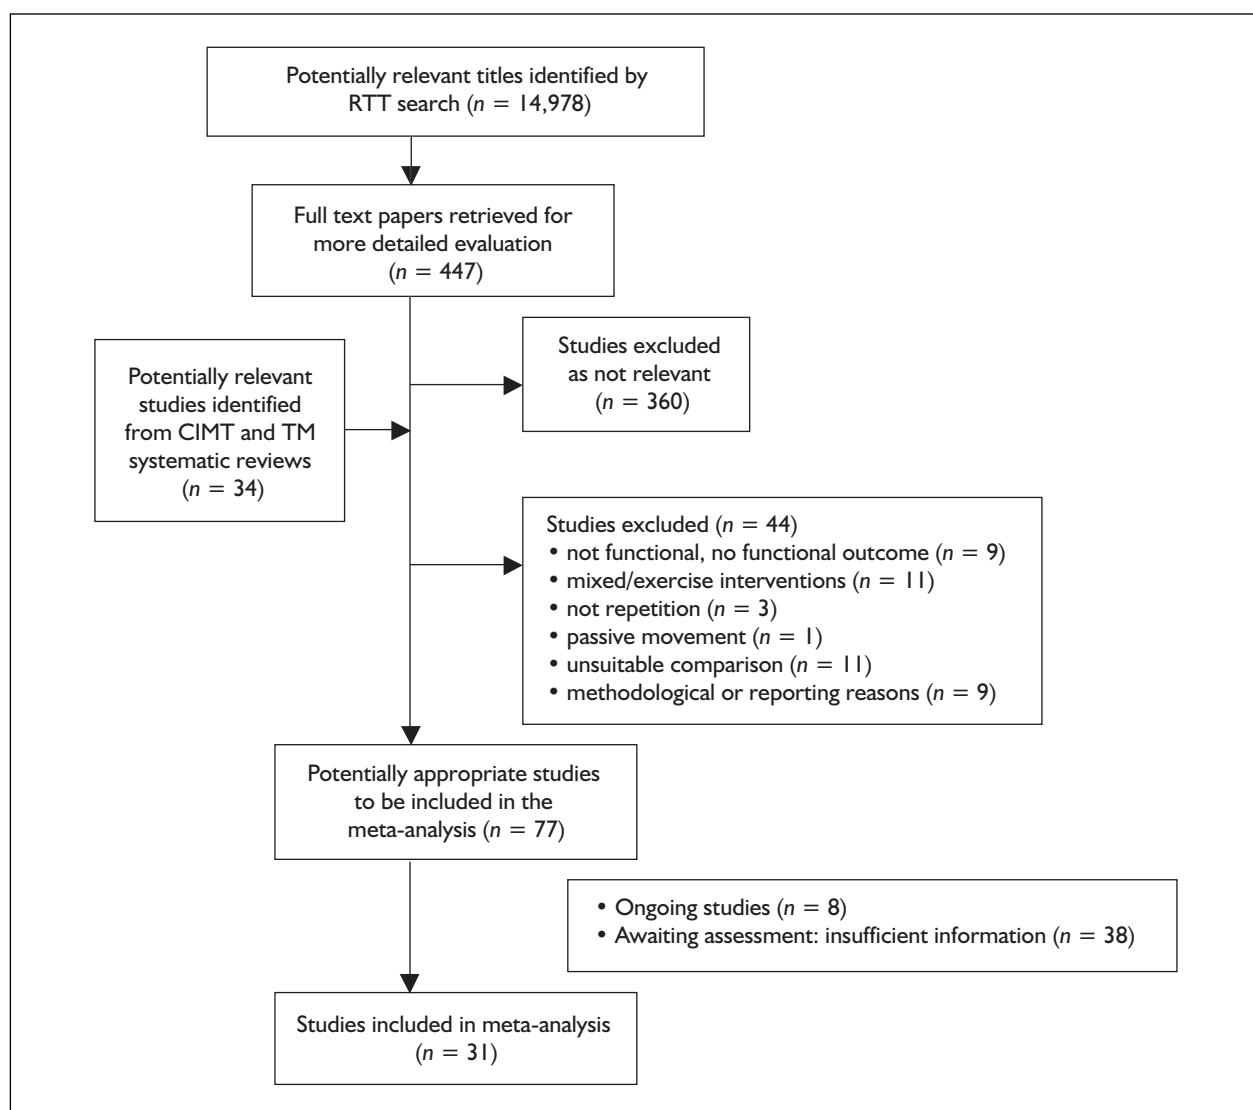 Potentially relevant titles identified by
RTT search (n = 14,978)
Full text papers retrieved for
more detailed evaluation
(n = 447)
Studies excluded
as not relevant
(n = 360)
Potentially relevant
studies identified
from CIMT and TM
systematic reviews
(n = 34)
Studies excluded (n = 44)
• not functional, no functional outcome (n = 9)
• mixed/exercise interventions (n = 11)
• not repetition (n = 3)
• passive movement (n = 1)
• unsuitable comparison (n = 11)
• methodological or reporting reasons (n = 9)
Potentially appropriate studies
to be included in the
meta-analysis (n = 77)
• Ongoing studies (n = 8)
• Awaiting assessment: insufficient information (n = 38)
Studies included in meta-analysis
(n = 31)